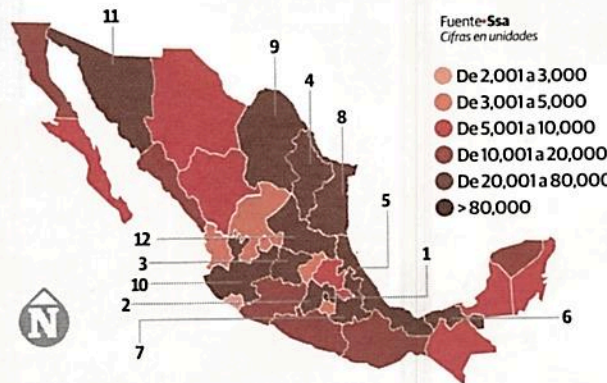 11
9
4
8
5
1
12
3
10
2
7
6
N
Fuente•Ssa
Cifras en unidades
De 2,001 a 3,000
De 3,001 a 5,000
De 5,001 a 10,000
De 10,001 a 20,000
De 20,001 a 80,000
> 80,000